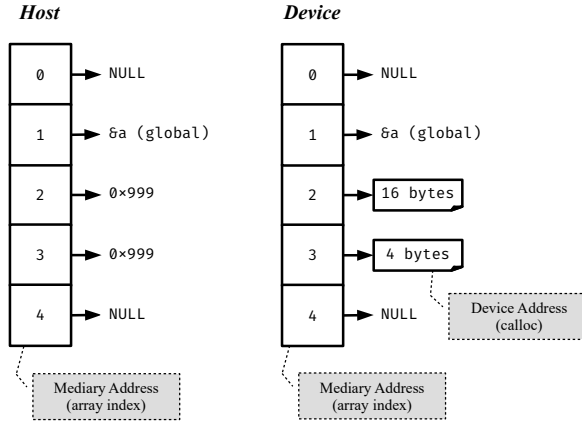 Host
Device
0
NULL
0
NULL
1
&a (global)
1
&a (global)
2
0×999
2
16 bytes
3
0×999
3
4 bytes
4
NULL
4
NULL
Device Address
(calloc)
Mediary Address
(array index)
Mediary Address
(array index)